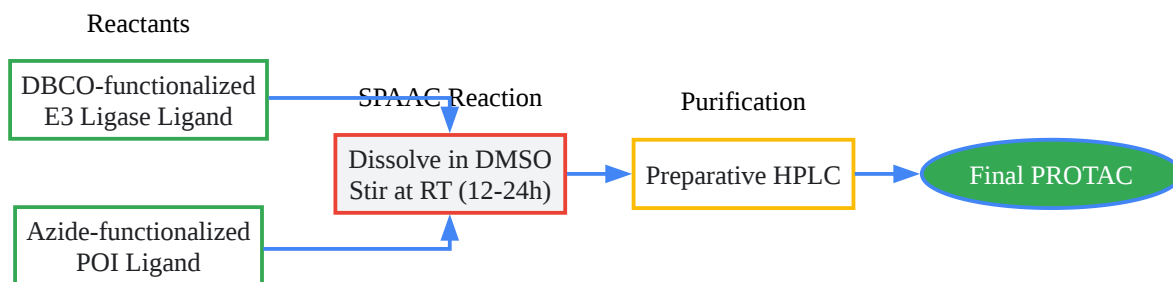 Reactants
DBCO-functionalized
E3 Ligase Ligand
Azide-functionalized
POI Ligand
SPAAC Reaction
Dissolve in DMSO
Stir at RT (12-24h)
Purification
Preparative HPLC
Final PROTAC